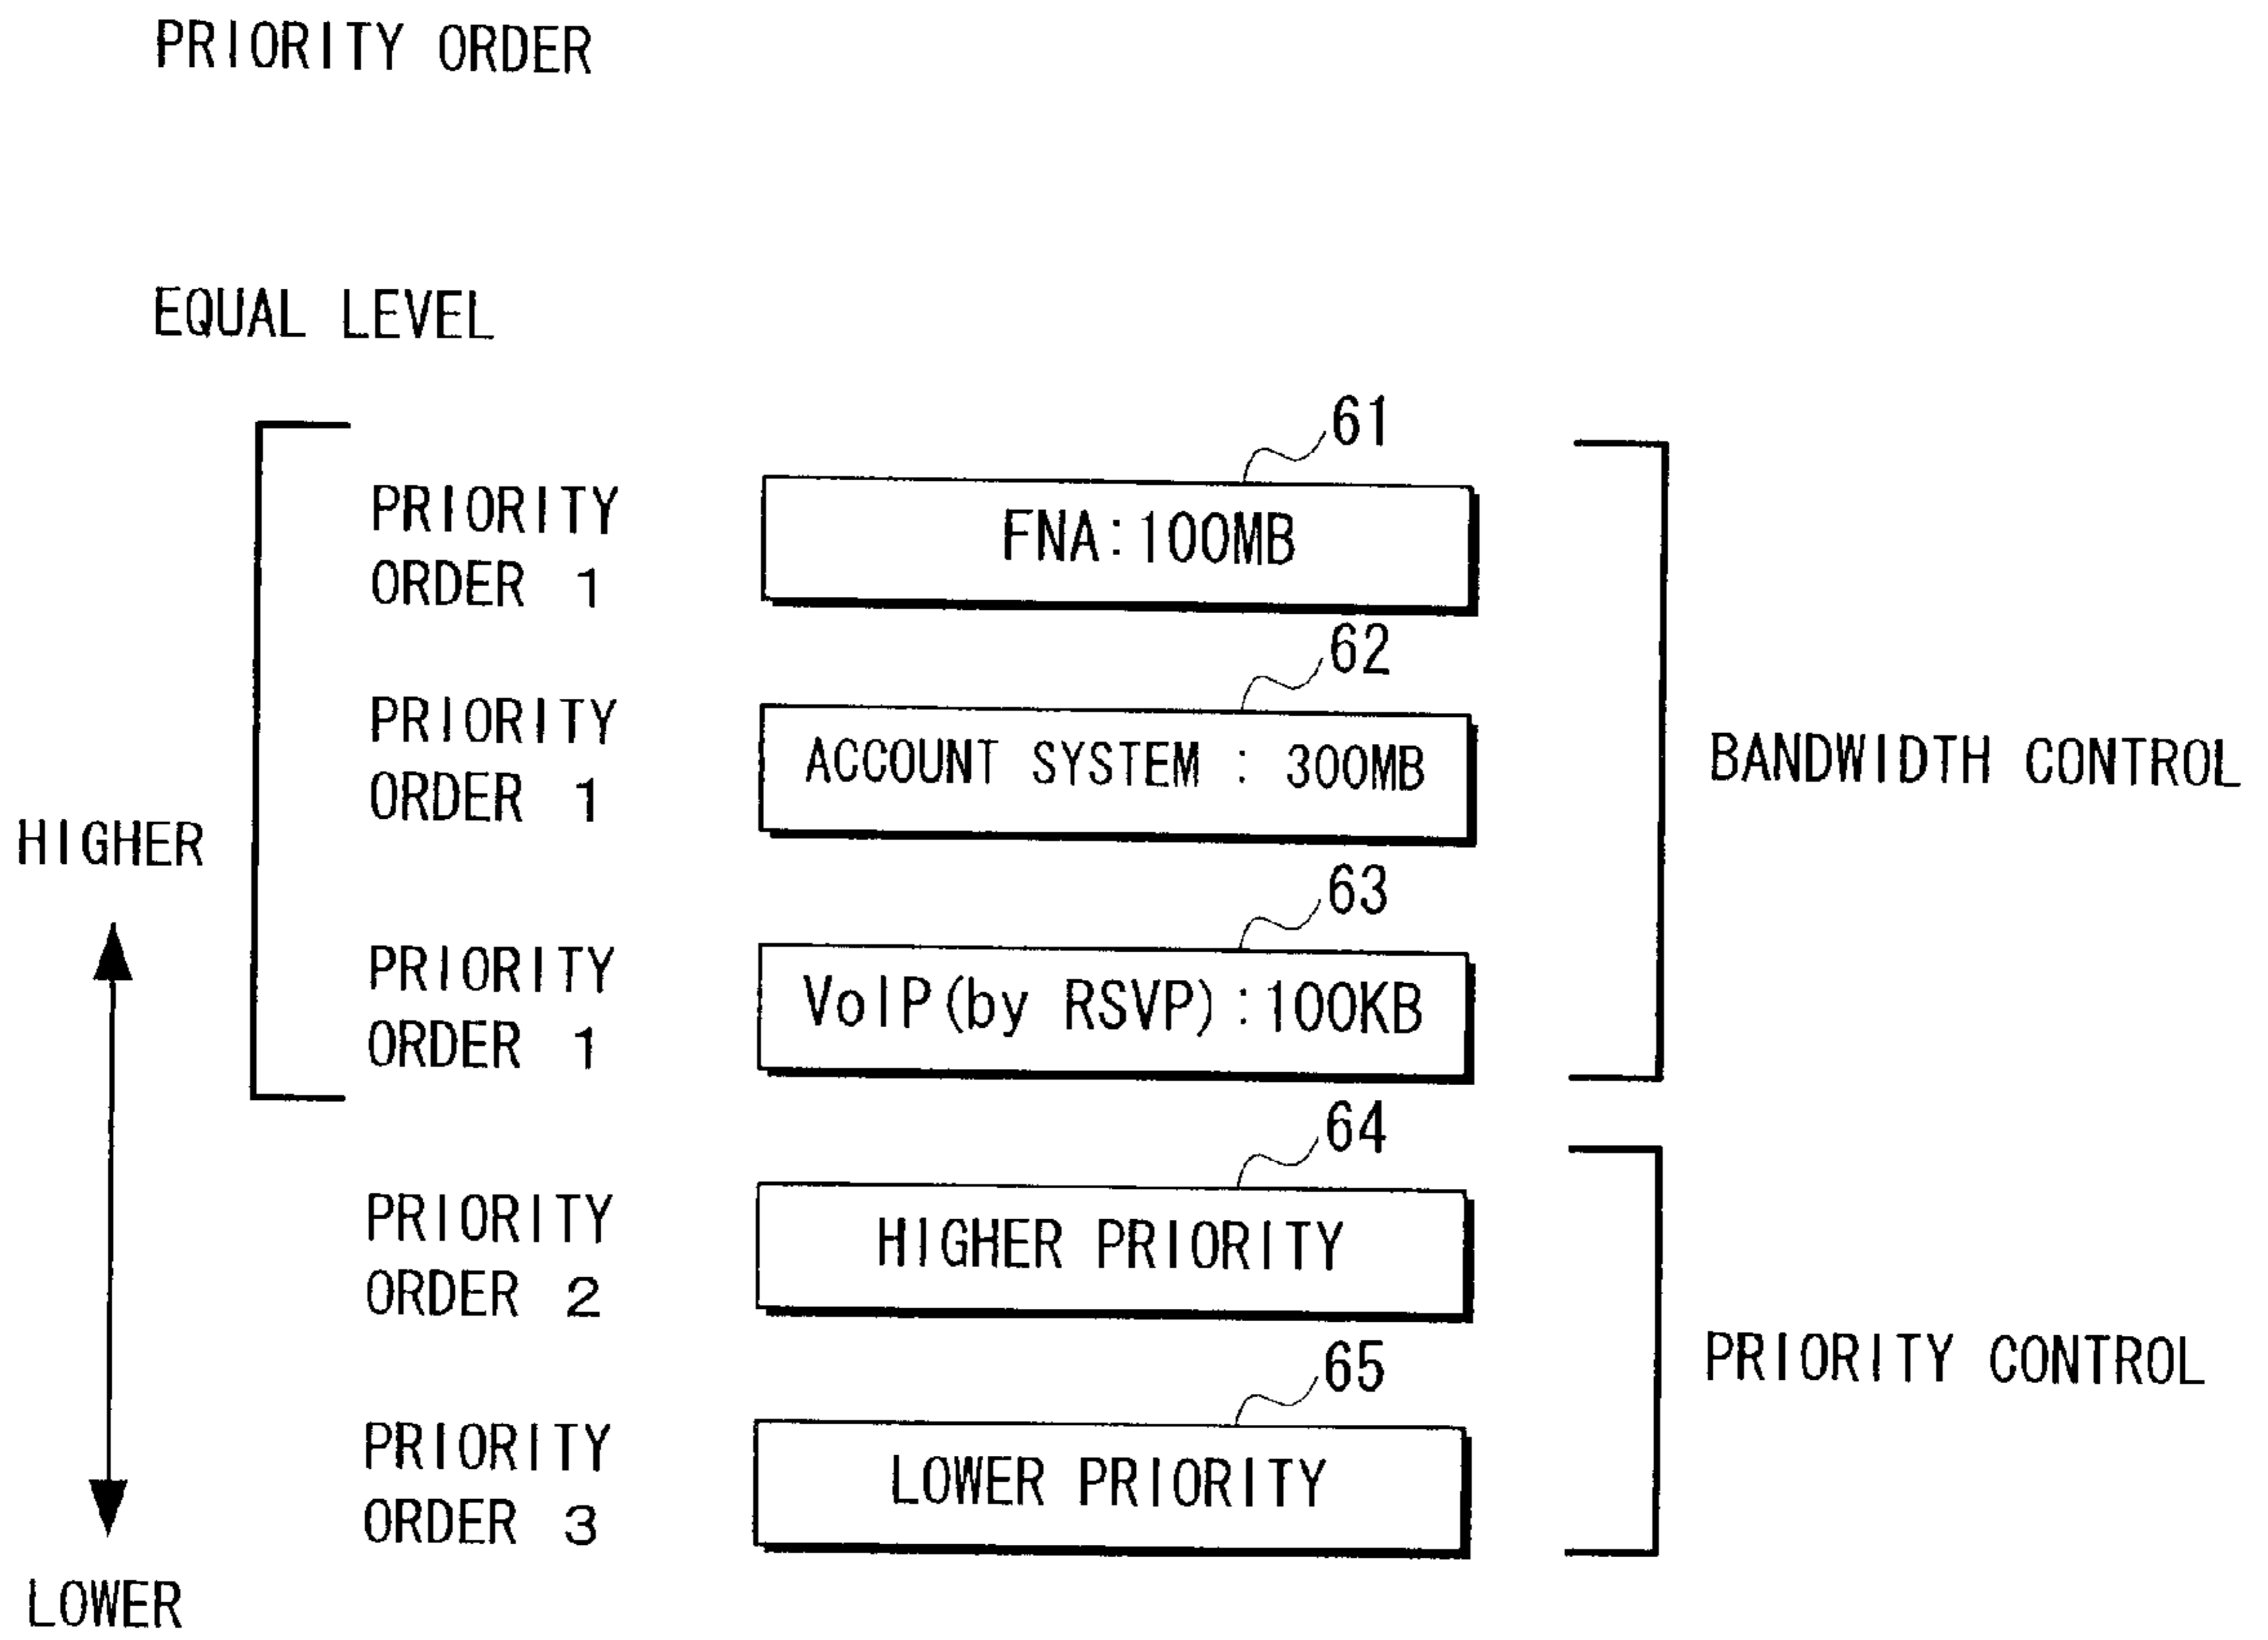 PRIORITY ORDER
EQUAL LEVEL
61
PRIORITY
ORDER 1
FNA:100MB
62
PRIORITY
ORDER 1
ACCOUNT SYSTEM : 300MB
BANDWIDTH CONTROL
HIGHER
63
PRIORITY
ORDER 1
VoIP(by RSVP):100KB
64
PRIORITY
ORDER 2
HIGHER PRIORITY
PRIORITY CONTROL
65
PRIORITY
ORDER 3
LOWER PRIORITY
LOWER